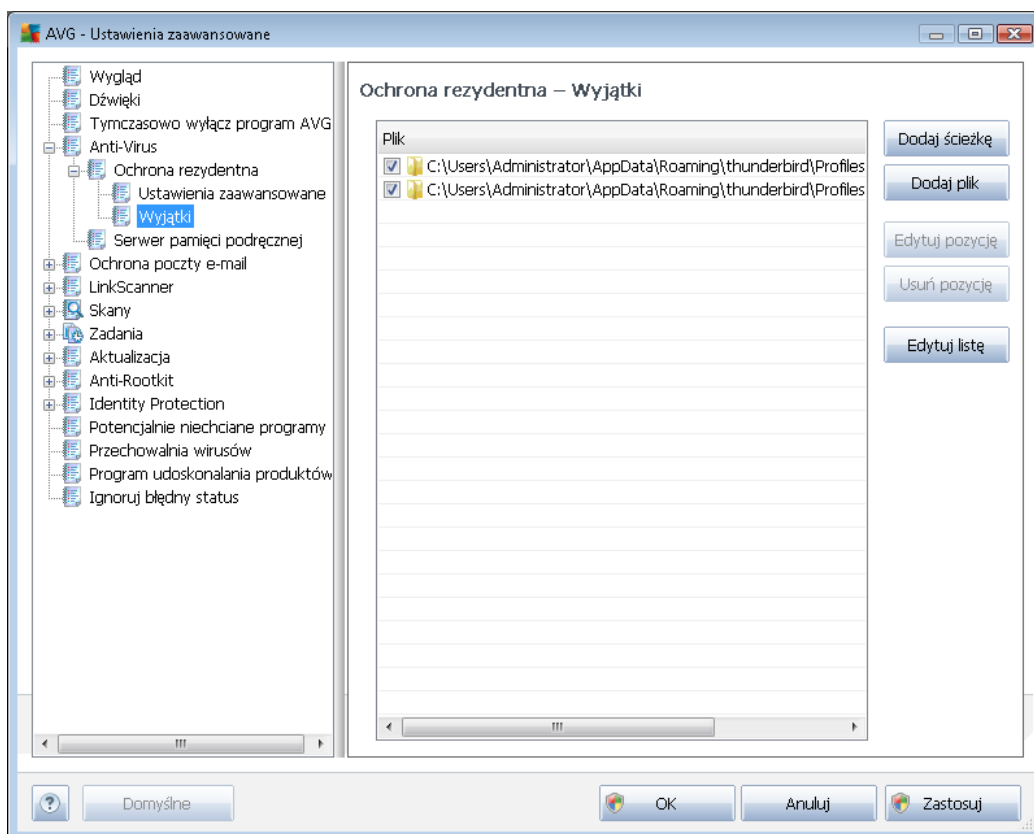 AVG - Ustawienia zaawansowane
Wygląd
Dźwięki
Tymczasowo wyłącz program AVG
Anti-Virus
Ochrona rezydentna
Ustawienia zaawansowane
Wyjątki
Serwer pamięci podręcznej
Ochrona poczty e-mail
LinkScanner
Skany
Zadania
Aktualizacja
Anti-Rootkit
Identity Protection
Potencjalnie niechciane programy
Przechowalnia wirusów
Program udoskonalania produktów
Ignoruj błędny status
Ochrona rezydentna – Wyjątki
Plik
C:\Users\Administrator\AppData\Roaming\thunderbird\Profiles
C:\Users\Administrator\AppData\Roaming\thunderbird\Profiles
Dodaj ścieżkę
Dodaj plik
Edytuj pozycję
Usuń pozycję
Edytuj listę
?
Domyślne
OK
Anuluj
Zastosuj